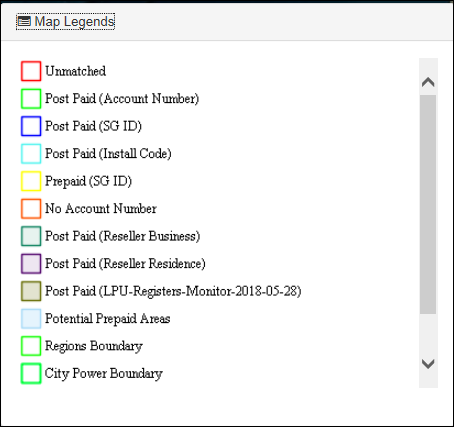 Map Legends
Unmatched
Post Paid (Account Number)
Post Paid (SG ID)
Post Paid (Install Code)
Prepaid (SG ID)
No Account Number
Post Paid (Reseller Business)
Post Paid (Reseller Residence)
Post Paid (LPU-Registers-Monitor-2018-05-28)
Potential Prepaid Areas
Regions Boundary
City Power Boundary